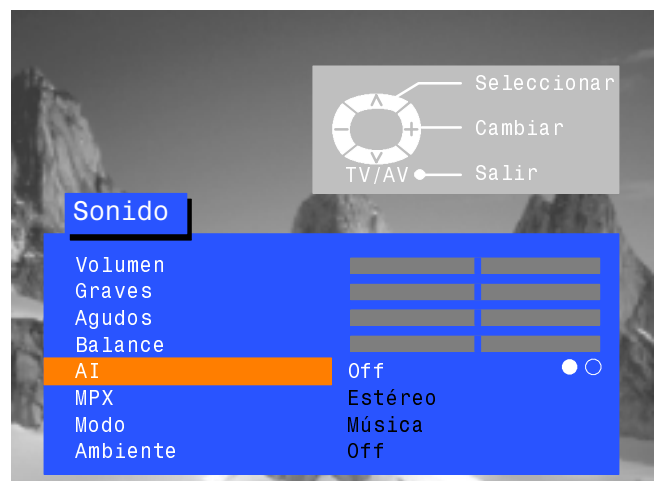 Seleccionar
Cambiar
TV/AV Salir
Sonido
Volumen
Graves
Agudos
Balance
AI Off
MPX Estéreo
Modo Música
Ambiente Off